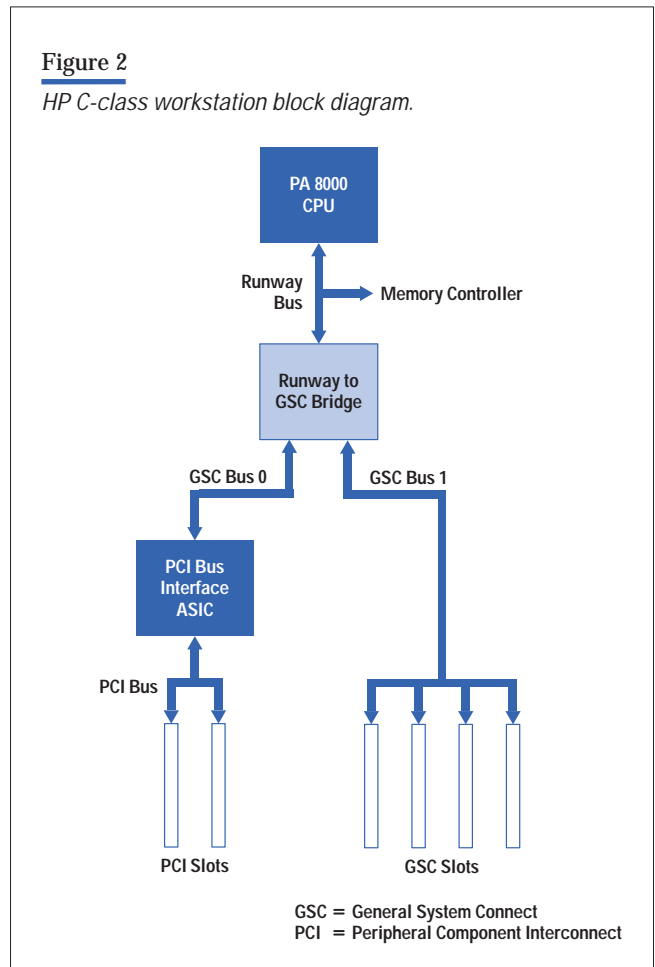 Figure 2
HP C-class workstation block diagram.
PA 8000
CPU
Runway
Bus
Memory Controller
Runway to
GSC Bridge
GSC Bus 0
GSC Bus 1
PCI Bus
Interface
ASIC
PCI Bus
PCI Slots
GSC Slots
GSC = General System Connect
PCI = Peripheral Component Interconnect